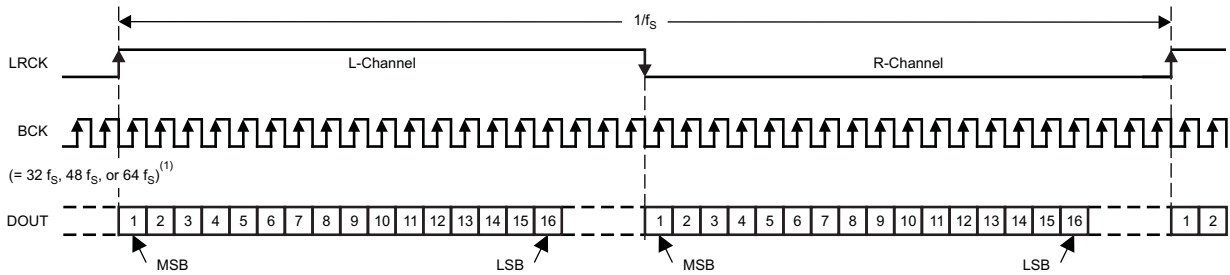 1/fS
LRCK
L-Channel
R-Channel
BCK
(= 32 fS, 48 fS, or 64 fS)(1)
DOUT
1 2 3 4 5 6 7 8 9 10 11 12 13 14 15 16 1 2 3 4 5 6 7 8 9 10 11 12 13 14 15 16 1 2
MSB LSB MSB LSB